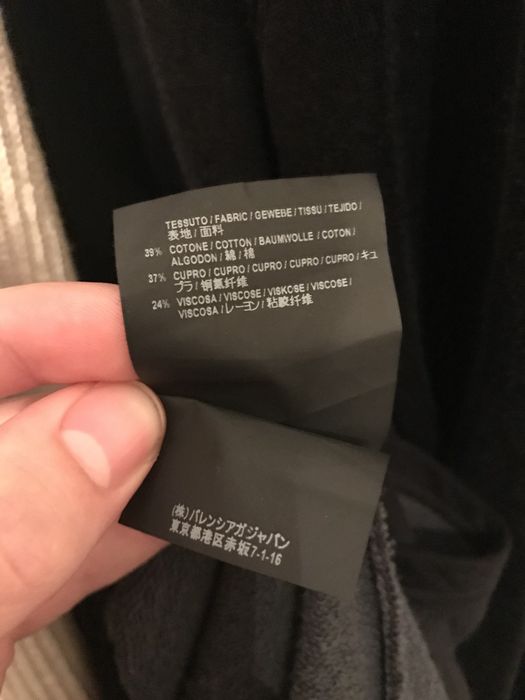 TESSUTO / FABRIC / GEWEBE / TISSU / TEJIDO /
表地 / 面料
39% COTONE / COTTON / BAUMWOLLE / COTON /
ALGODON / 綿 / 棉
37% CUPRO / CUPRO / CUPRO / CUPRO / CUPRO / キュ
プラ / 铜氨纤维
24% VISCOSA / VISCOSE / VISKOSE / VISCOSE /
VISCOSA / レーヨン / 粘胶纤维
(株) バレンシアガジャパン
東京都港区赤坂7-1-16